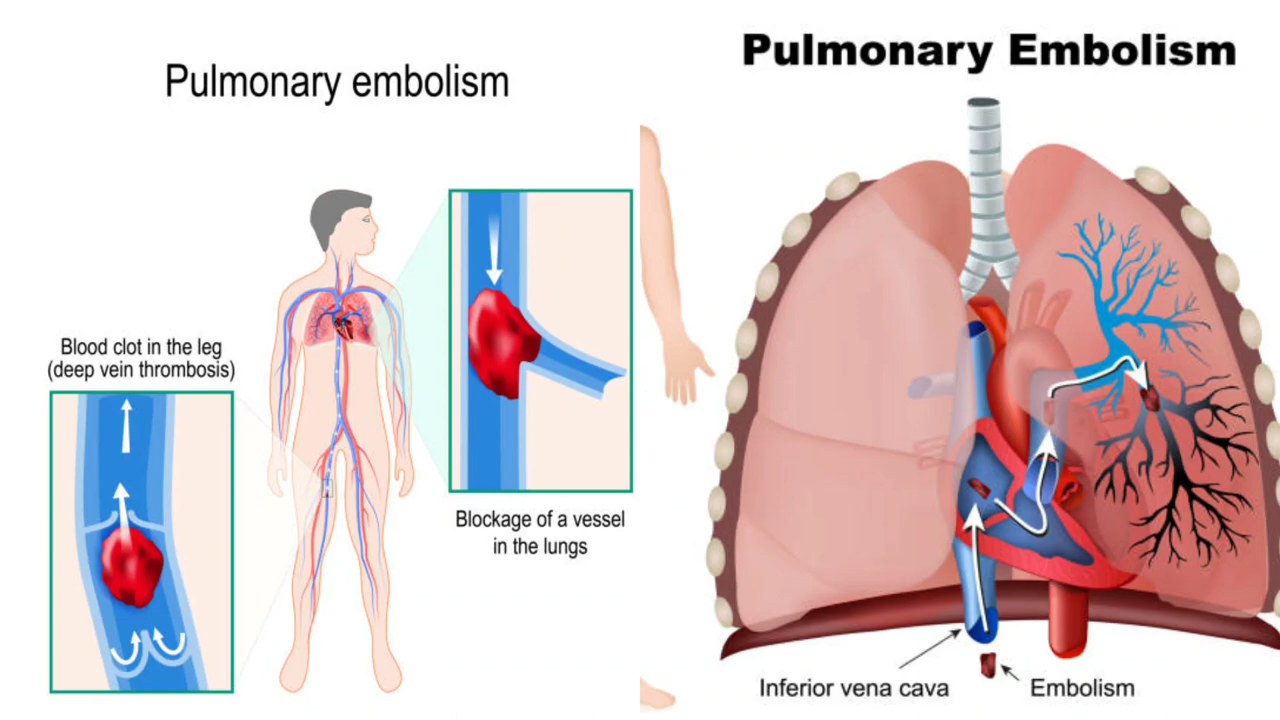 Pulmonary embolism
Blood clot in the leg
(deep vein thrombosis)
Blockage of a vessel
in the lungs
Pulmonary Embolism
Inferior vena cava
Embolism